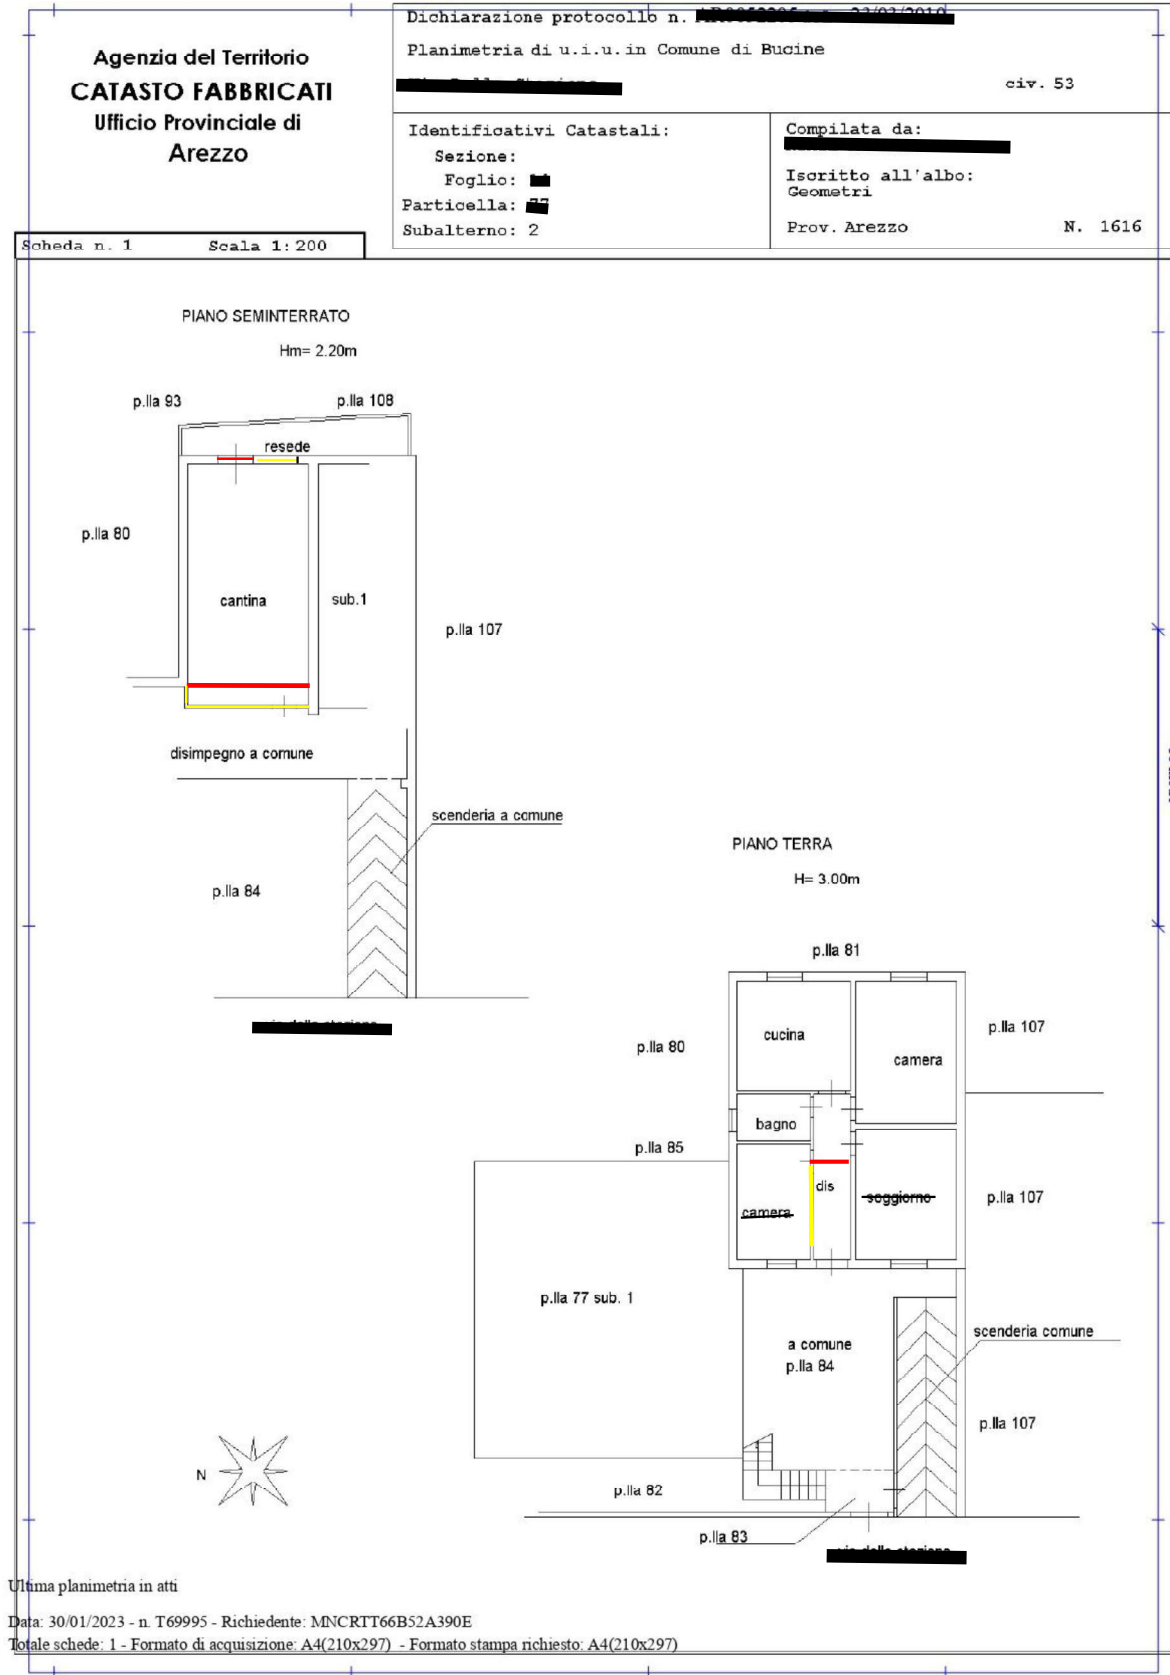 Agenzia del Territorio
CATASTO FABBRICATI
Ufficio Provinciale di
Arezzo
Dichiarazione protocollo n.
Planimetria di u.i.u. in Comune di Bucine
civ. 53
Identificativi Catastali:
Sezione:
Foglio:
Particella:
Subalterno: 2
Compilata da:
Iscritto all'albo:
Geometri
Prov. Arezzo N. 1616
Scheda n. 1 Scala 1:200
PIANO SEMINTERRATO
Hm= 2.20m
p.lla 93
p.lla 108
resede
p.lla 80
cantina
sub.1
p.lla 107
disimpegno a comune
scenderia a comune
p.lla 84
PIANO TERRA
H= 3.00m
p.lla 81
cucina
p.lla 107
p.lla 80
camera
bagno
p.lla 85
dis
soggiorno
p.lla 107
camera
p.lla 77 sub. 1
scenderia comune
a comune
p.lla 84
p.lla 107
N
p.lla 82
p.lla 83
Ultima planimetria in atti
Data: 30/01/2023 - n. T69995 - Richiedente: MNCRTT66B52A390E
Totale schede: 1 - Formato di acquisizione: A4(210x297) - Formato stampa richiesto: A4(210x297)